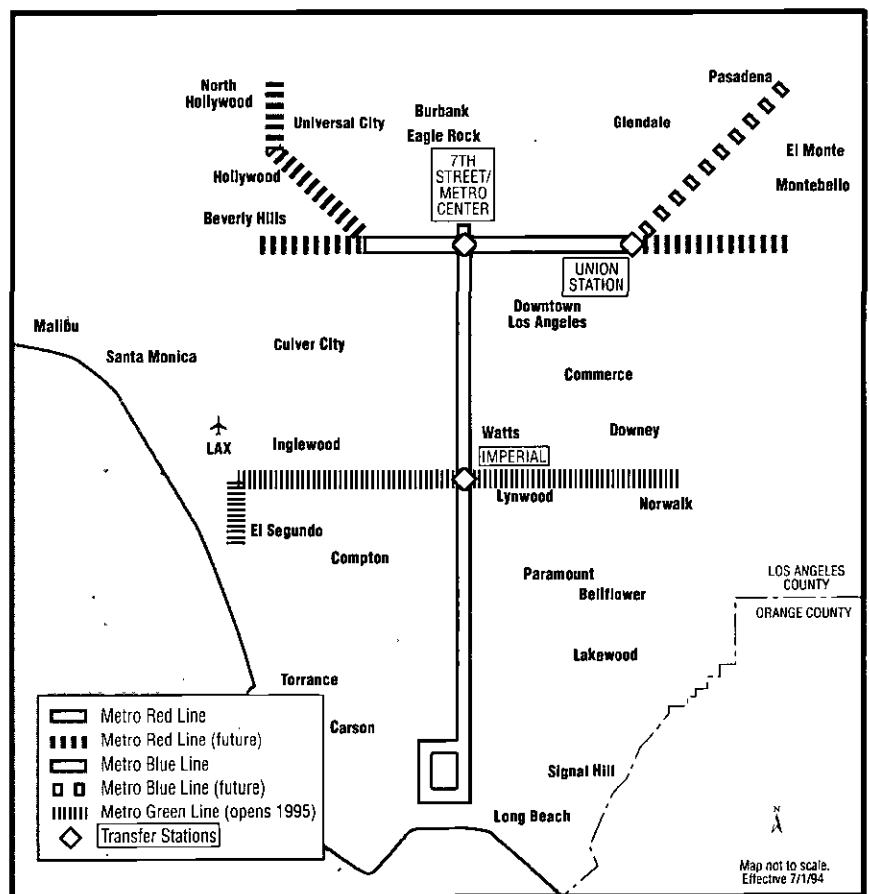 Pasadena
North
Hollywood
Burbank
Universal City
Glendale
Eagle Rock
El Monte
7TH
STREET/
METRO
CENTER
Hollywood
Montebello
Beverly Hills
UNION
STATION
Downtown
Los Angeles
Malibu
Santa Monica
Culver City
Commerce
LAX
Inglewood
Watts
Downey
IMPERIAL
Lynwood
Norwalk
El Segundo
Compton
Paramount
Bellflower
LOS ANGELES
COUNTY
ORANGE COUNTY
Lakewood
Torrance
Carson
Signal Hill
Long Beach
Metro Red Line
Metro Red Line (future)
Metro Blue Line
Metro Blue Line (future)
Metro Green Line (opens 1995)
Transfer Stations
N
Map not to scale.
Effective 7/1/94